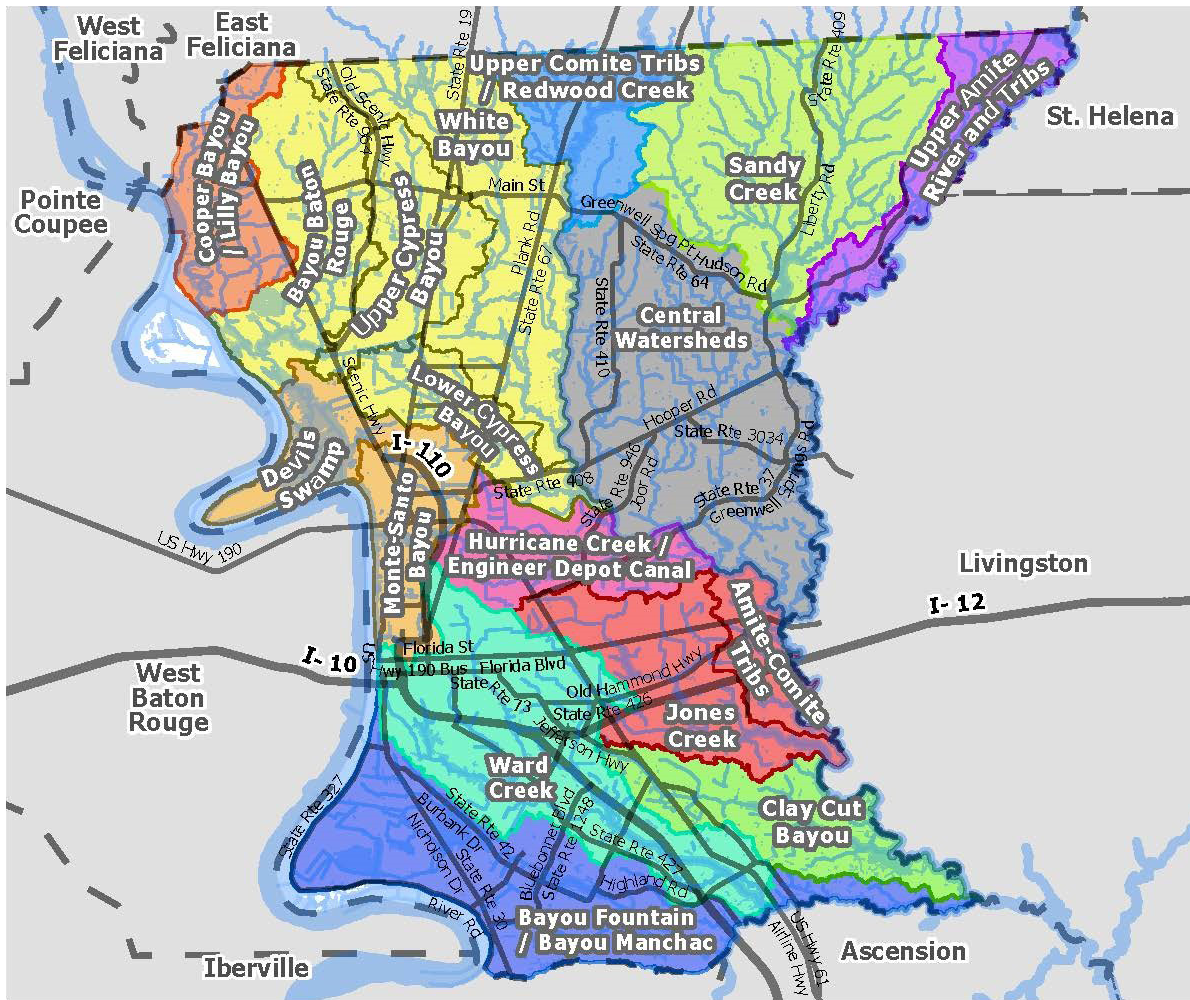 West
Feliciana
East
Feliciana
State Rte 19
Upper Comite Tribs
/ Redwood Creek
Upper Amite
River and Tribs
St. Helena
Old Scenic Hwy
State Rte 964
White
Bayou
Sandy
Creek
Cooper Bayou
/ Lilly Bayou
Bayou Baton
Rouge
Upper Cypress
Bayou
Main St
Plank Rd
State Rte 67
Liberty Rd
Pointe
Coupee
Greenwell Spg Pt Hudson Rd
State Rte 64
State Rte 410
Central
Watersheds
Scenic Hwy
Lower Cypress
Bayou
Hooper Rd
State Rte 3034
I- 110
Devils
Swamp
State Rte 408
State Rte 946
Joor Rd
State Rte 37
Greenwell Springs Rd
US Hwy 190
Monte-Santo
Bayou
Hurricane Creek /
Engineer Depot Canal
Livingston
I- 12
Amite-Comite
Tribs
Florida St
I- 10
Hwy 190 Bus
Florida Blvd
Old Hammond Hwy
State Rte 73
State Rte 426
Jefferson Hwy
West
Baton
Rouge
Jones
Creek
Ward
Creek
State Rte 327
Burbank Dr
State Rte 42
Nicholson Dr
State Rte 30
Bluebonnet Blvd
State Rte 1248
State Rte 427
Clay Cut
Bayou
Highland Rd
River Rd
Bayou Fountain
/ Bayou Manchac
US Hwy 61
Airline Hwy
Ascension
Iberville